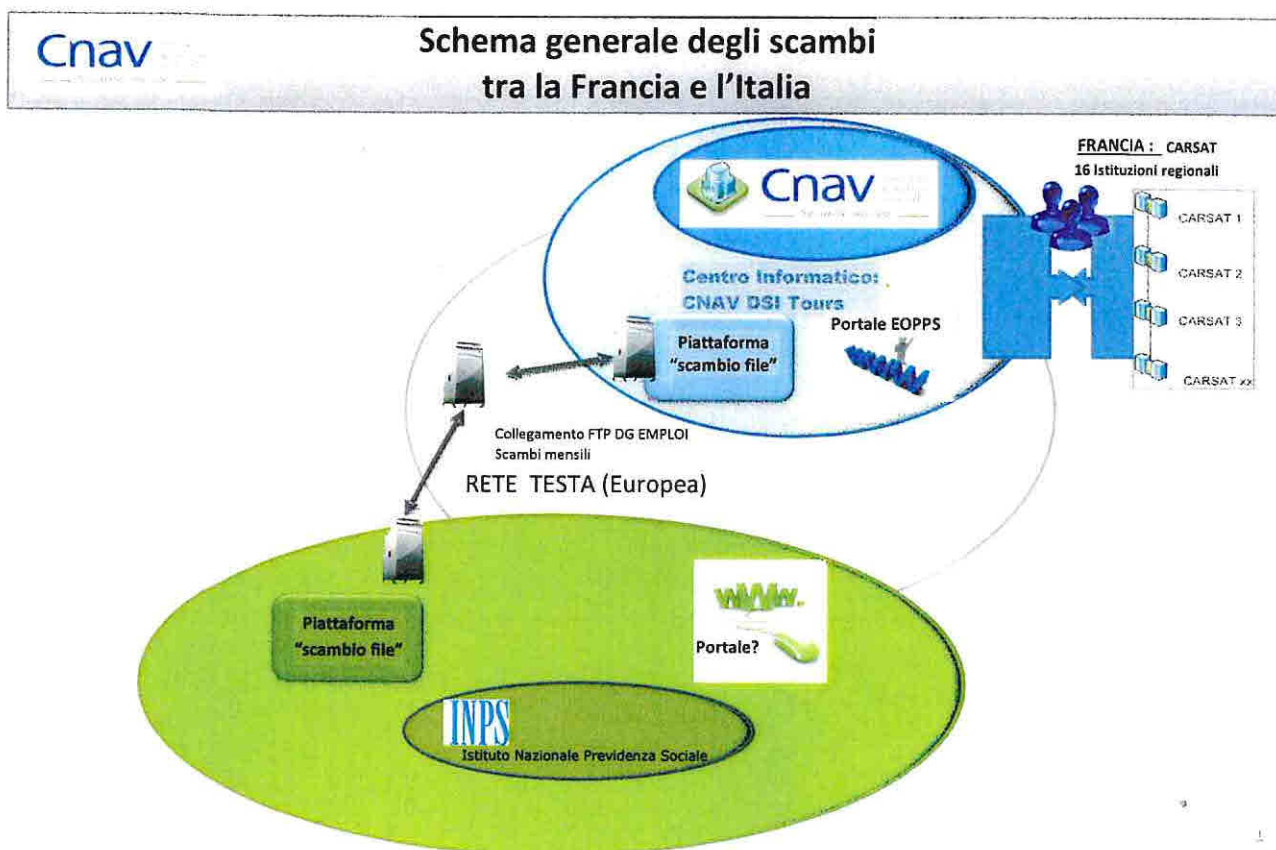 Cnav
Schema generale degli scambi
tra la Francia e l'Italia
FRANCIA : CARSAT
16 Istituzioni regionali
Cnav
CARSAT 1
CARSAT 2
CARSAT 3
CARSAT xx
Centro Informatico:
CNAV DSI Tours
Portale EOPPS
Piattaforma
"scambio file"
Collegamento FTP DG EMPLOI
Scambi mensili
RETE TESTA (Europea)
Piattaforma
"scambio file"
www.
Portale?
INPS
Istituto Nazionale Previdenza Sociale